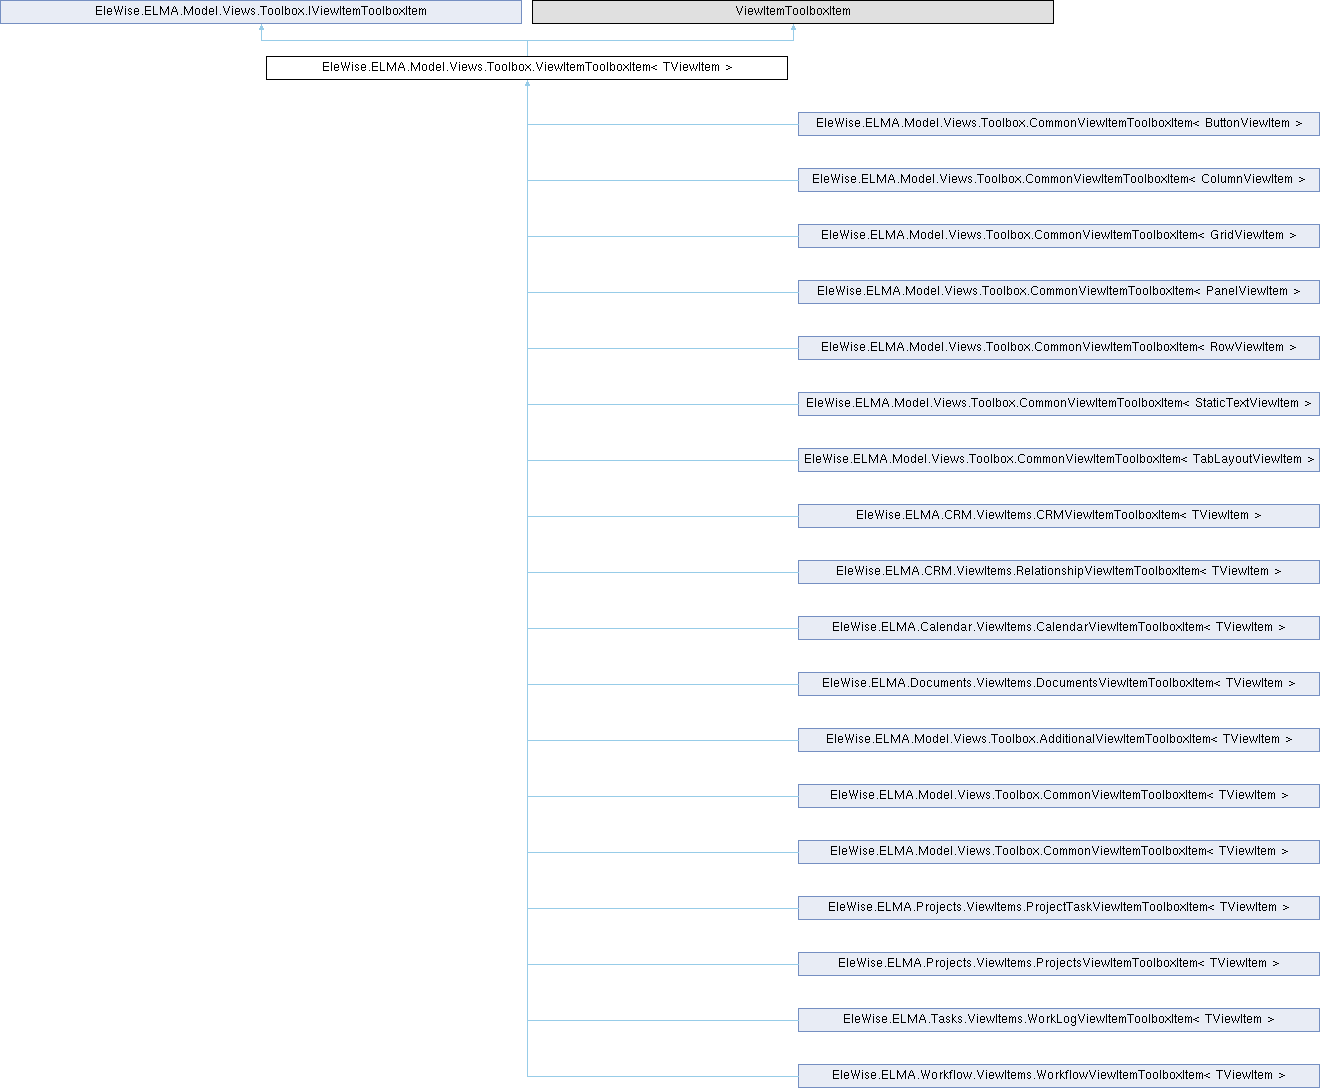 EleWise.ELMA.Model.Views.Toolbox.IViewItemToolboxItem
ViewItemToolboxItem
EleWise.ELMA.Model.Views.Toolbox.ViewItemToolboxItem< TViewItem >
EleWise.ELMA.Model.Views.Toolbox.CommonViewItemToolboxItem< ButtonViewItem >
EleWise.ELMA.Model.Views.Toolbox.CommonViewItemToolboxItem< ColumnViewItem >
EleWise.ELMA.Model.Views.Toolbox.CommonViewItemToolboxItem< GridViewItem >
EleWise.ELMA.Model.Views.Toolbox.CommonViewItemToolboxItem< PanelViewItem >
EleWise.ELMA.Model.Views.Toolbox.CommonViewItemToolboxItem< RowViewItem >
EleWise.ELMA.Model.Views.Toolbox.CommonViewItemToolboxItem< StaticTextViewItem >
EleWise.ELMA.Model.Views.Toolbox.CommonViewItemToolboxItem< TabLayoutViewItem >
EleWise.ELMA.CRM.ViewItems.CRMViewItemToolboxItem< TViewItem >
EleWise.ELMA.CRM.ViewItems.RelationshipViewItemToolboxItem< TViewItem >
EleWise.ELMA.Calendar.ViewItems.CalendarViewItemToolboxItem< TViewItem >
EleWise.ELMA.Documents.ViewItems.DocumentsViewItemToolboxItem< TViewItem >
EleWise.ELMA.Model.Views.Toolbox.AdditionalViewItemToolboxItem< TViewItem >
EleWise.ELMA.Model.Views.Toolbox.CommonViewItemToolboxItem< TViewItem >
EleWise.ELMA.Model.Views.Toolbox.CommonViewItemToolboxItem< TViewItem >
EleWise.ELMA.Projects.ViewItems.ProjectTaskViewItemToolboxItem< TViewItem >
EleWise.ELMA.Projects.ViewItems.ProjectsViewItemToolboxItem< TViewItem >
EleWise.ELMA.Tasks.ViewItems.WorkLogViewItemToolboxItem< TViewItem >
EleWise.ELMA.Workflow.ViewItems.WorkflowViewItemToolboxItem< TViewItem >